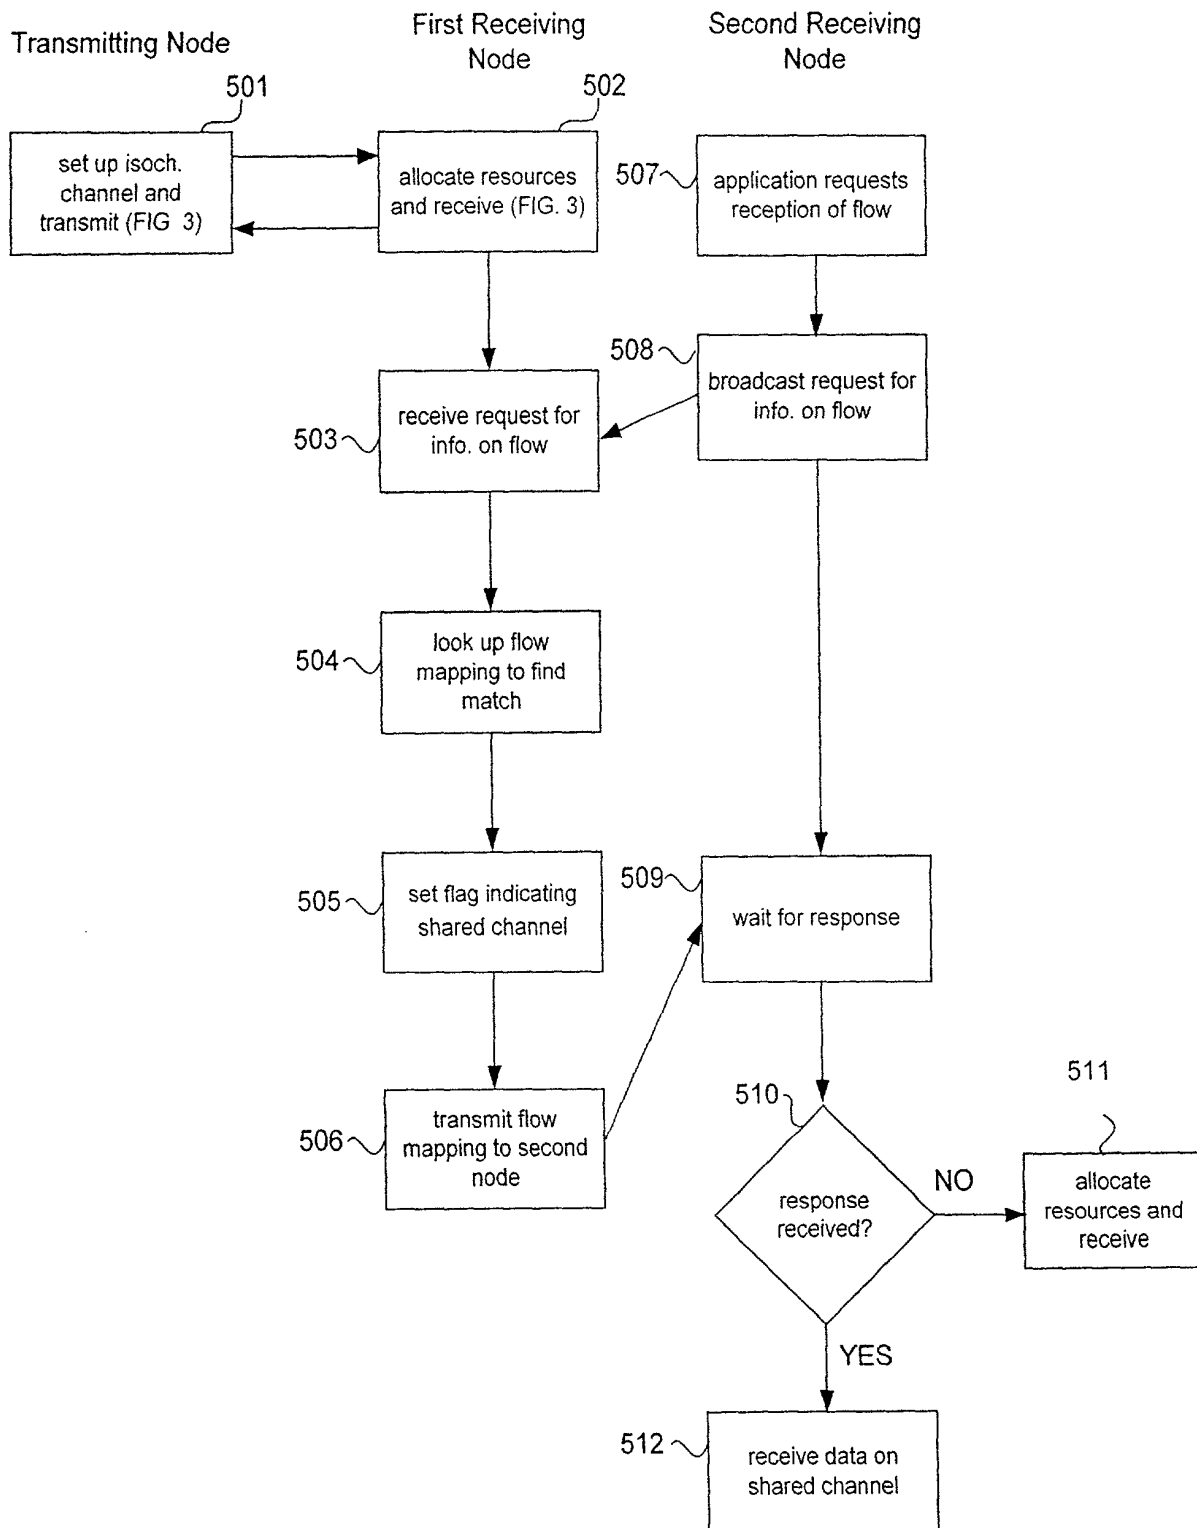 Transmitting Node
First Receiving
Node
Second Receiving
Node
501
502
set up isoch.
channel and
transmit (FIG 3)
allocate resources
and receive (FIG. 3)
507
application requests
reception of flow
508
broadcast request for
info. on flow
503
receive request for
info. on flow
504
look up flow
mapping to find
match
505
set flag indicating
shared channel
509
wait for response
506
transmit flow
mapping to second
node
510
response
received?
NO
511
allocate
resources and
receive
YES
512
receive data on
shared channel